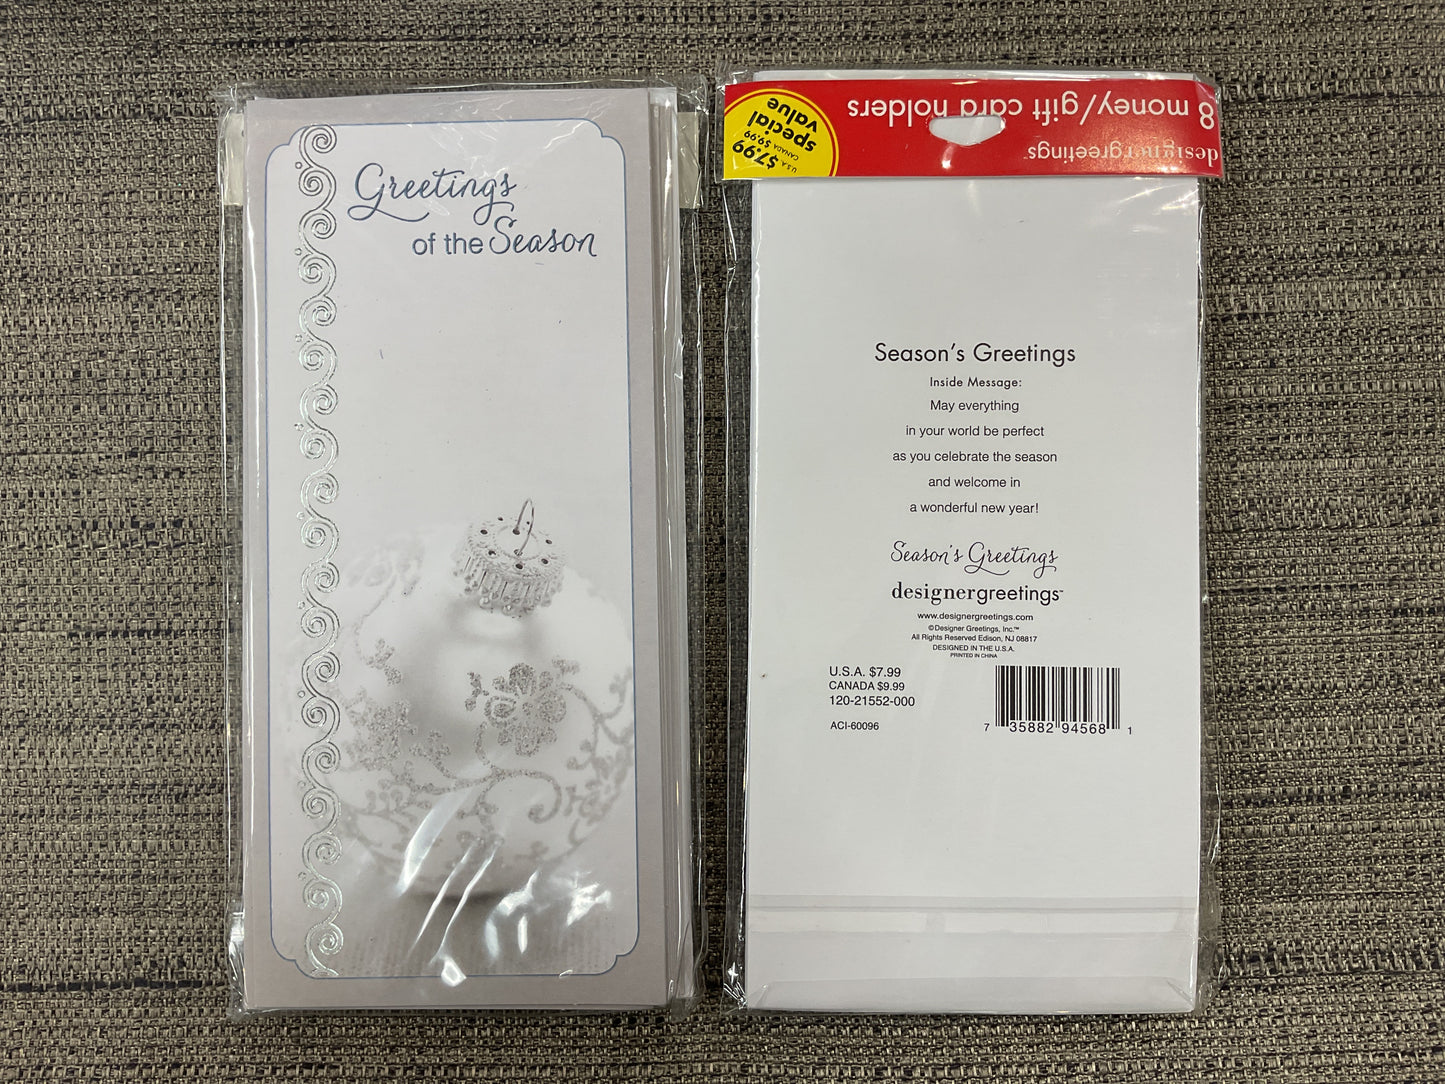 Greetings
of the Season
8 money/gift card holders
designergreetings™
$7.99
U.S.A.
CANADA $9.99
special
value
Season's Greetings
Inside Message:
May everything
in your world be perfect
as you celebrate the season
and welcome in
a wonderful new year!
Season's Greetings
designergreetings™
www.designergreetings.com
©Designer Greetings, Inc.™
All Rights Reserved Edison, NJ 08817
DESIGNED IN THE U.S.A.
PRINTED IN CHINA
U.S.A. $7.99
CANADA $9.99
120-21552-000
ACI-60096
7 35882 94568 1